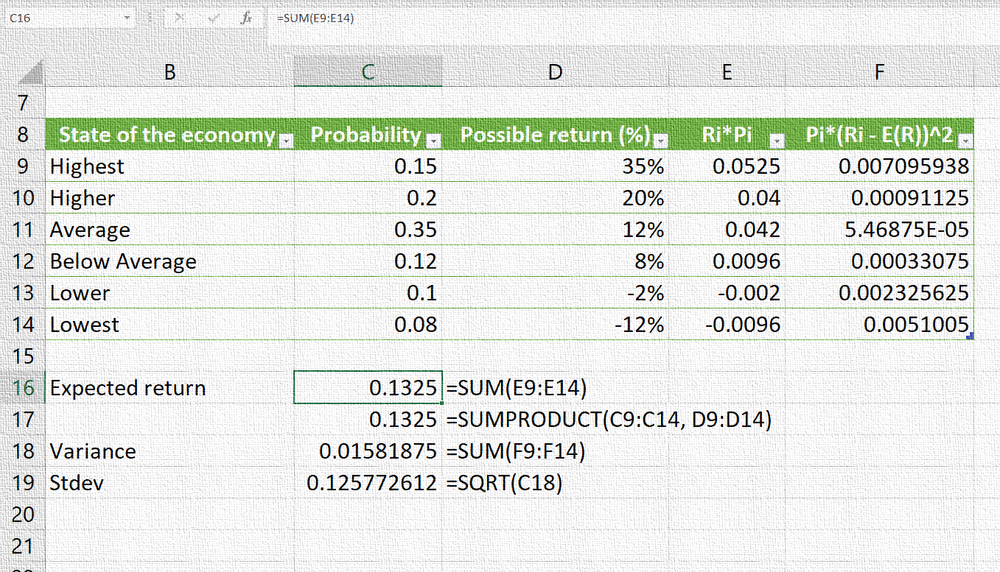 C16 fx =SUM(E9:E14)
B C D E F
7
8 State of the economy Probability Possible return (%) Ri*Pi Pi*(Ri - E(R))^2
9 Highest 0.15 35% 0.0525 0.007095938
10 Higher 0.2 20% 0.04 0.00091125
11 Average 0.35 12% 0.042 5.46875E-05
12 Below Average 0.12 8% 0.0096 0.00033075
13 Lower 0.1 -2% -0.002 0.002325625
14 Lowest 0.08 -12% -0.0096 0.0051005
15
16 Expected return 0.1325 =SUM(E9:E14)
17 0.1325 =SUMPRODUCT(C9:C14, D9:D14)
18 Variance 0.01581875 =SUM(F9:F14)
19 Stdev 0.125772612 =SQRT(C18)
20
21